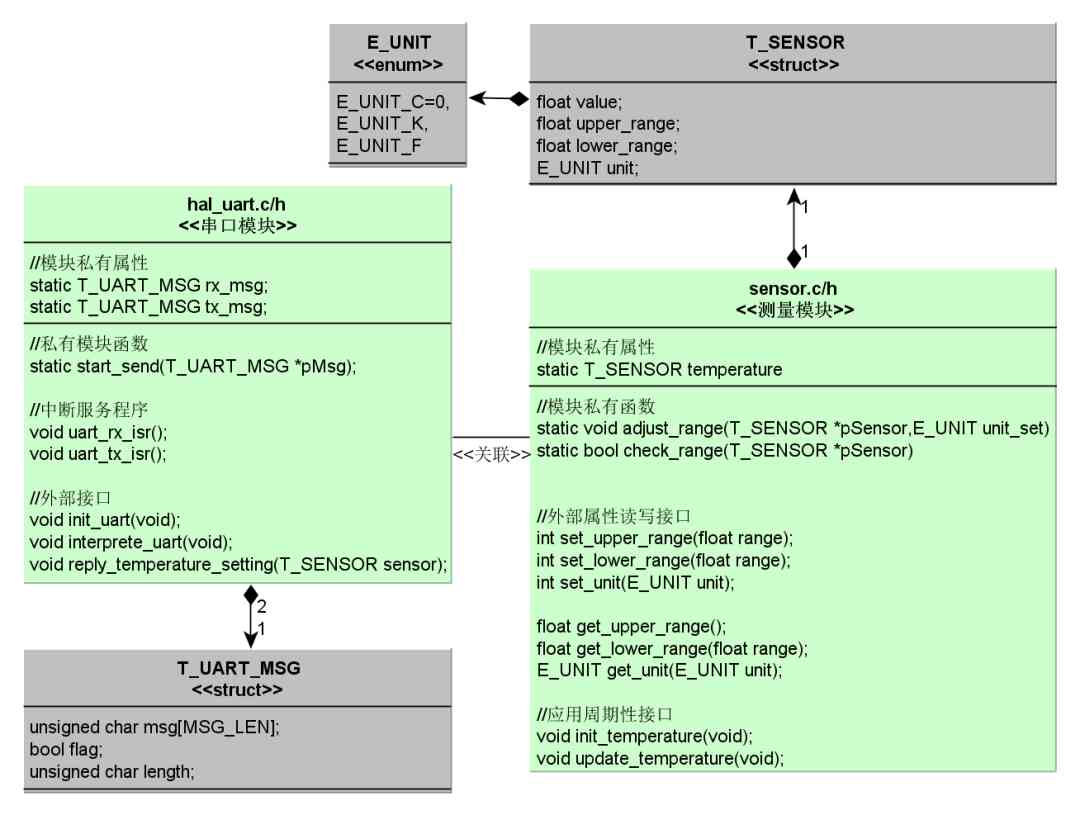 E_UNIT
<<enum>>
E_UNIT_C=0,
E_UNIT_K,
E_UNIT_F
T_SENSOR
<<struct>>
float value;
float upper_range;
float lower_range;
E_UNIT unit;
hal_uart.c/h
<<串口模块>>
//模块私有属性
static T_UART_MSG rx_msg;
static T_UART_MSG tx_msg;
//私有模块函数
static start_send(T_UART_MSG *pMsg);
//中断服务程序
void uart_rx_isr();
void uart_tx_isr();
//外部接口
void init_uart(void);
void interprete_uart(void);
void reply_temperature_setting(T_SENSOR sensor);
<<关联>>
1
1
sensor.c/h
<<测量模块>>
//模块私有属性
static T_SENSOR temperature
//模块私有函数
static void adjust_range(T_SENSOR *pSensor,E_UNIT unit_set)
static bool check_range(T_SENSOR *pSensor)
//外部属性读写接口
int set_upper_range(float range);
int set_lower_range(float range);
int set_unit(E_UNIT unit);
float get_upper_range();
float get_lower_range(float range);
E_UNIT get_unit(E_UNIT unit);
//应用周期性接口
void init_temperature(void);
void update_temperature(void);
2
1
T_UART_MSG
<<struct>>
unsigned char msg[MSG_LEN];
bool flag;
unsigned char length;